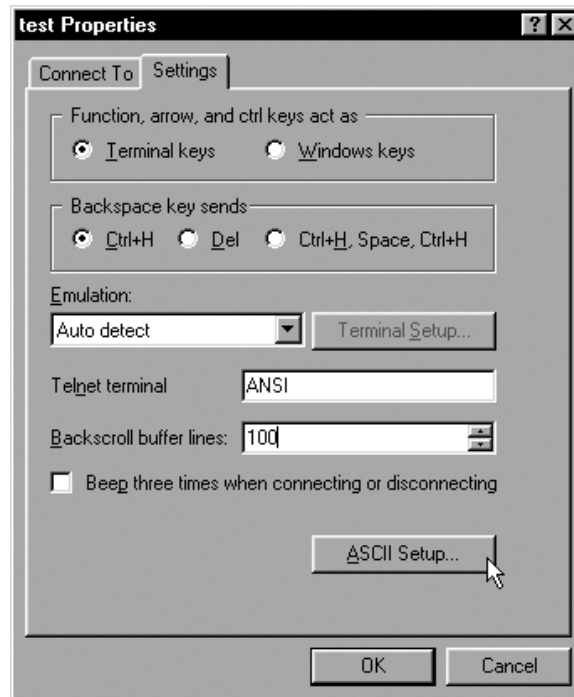 test Properties
Connect To Settings
Function, arrow, and ctrl keys act as
Terminal keys Windows keys
Backspace key sends
Ctrl+H Del Ctrl+H, Space, Ctrl+H
Emulation:
Auto detect Terminal Setup...
Telnet terminal ANSI
Backscroll buffer lines: 100
Beep three times when connecting or disconnecting
ASCII Setup...
OK Cancel